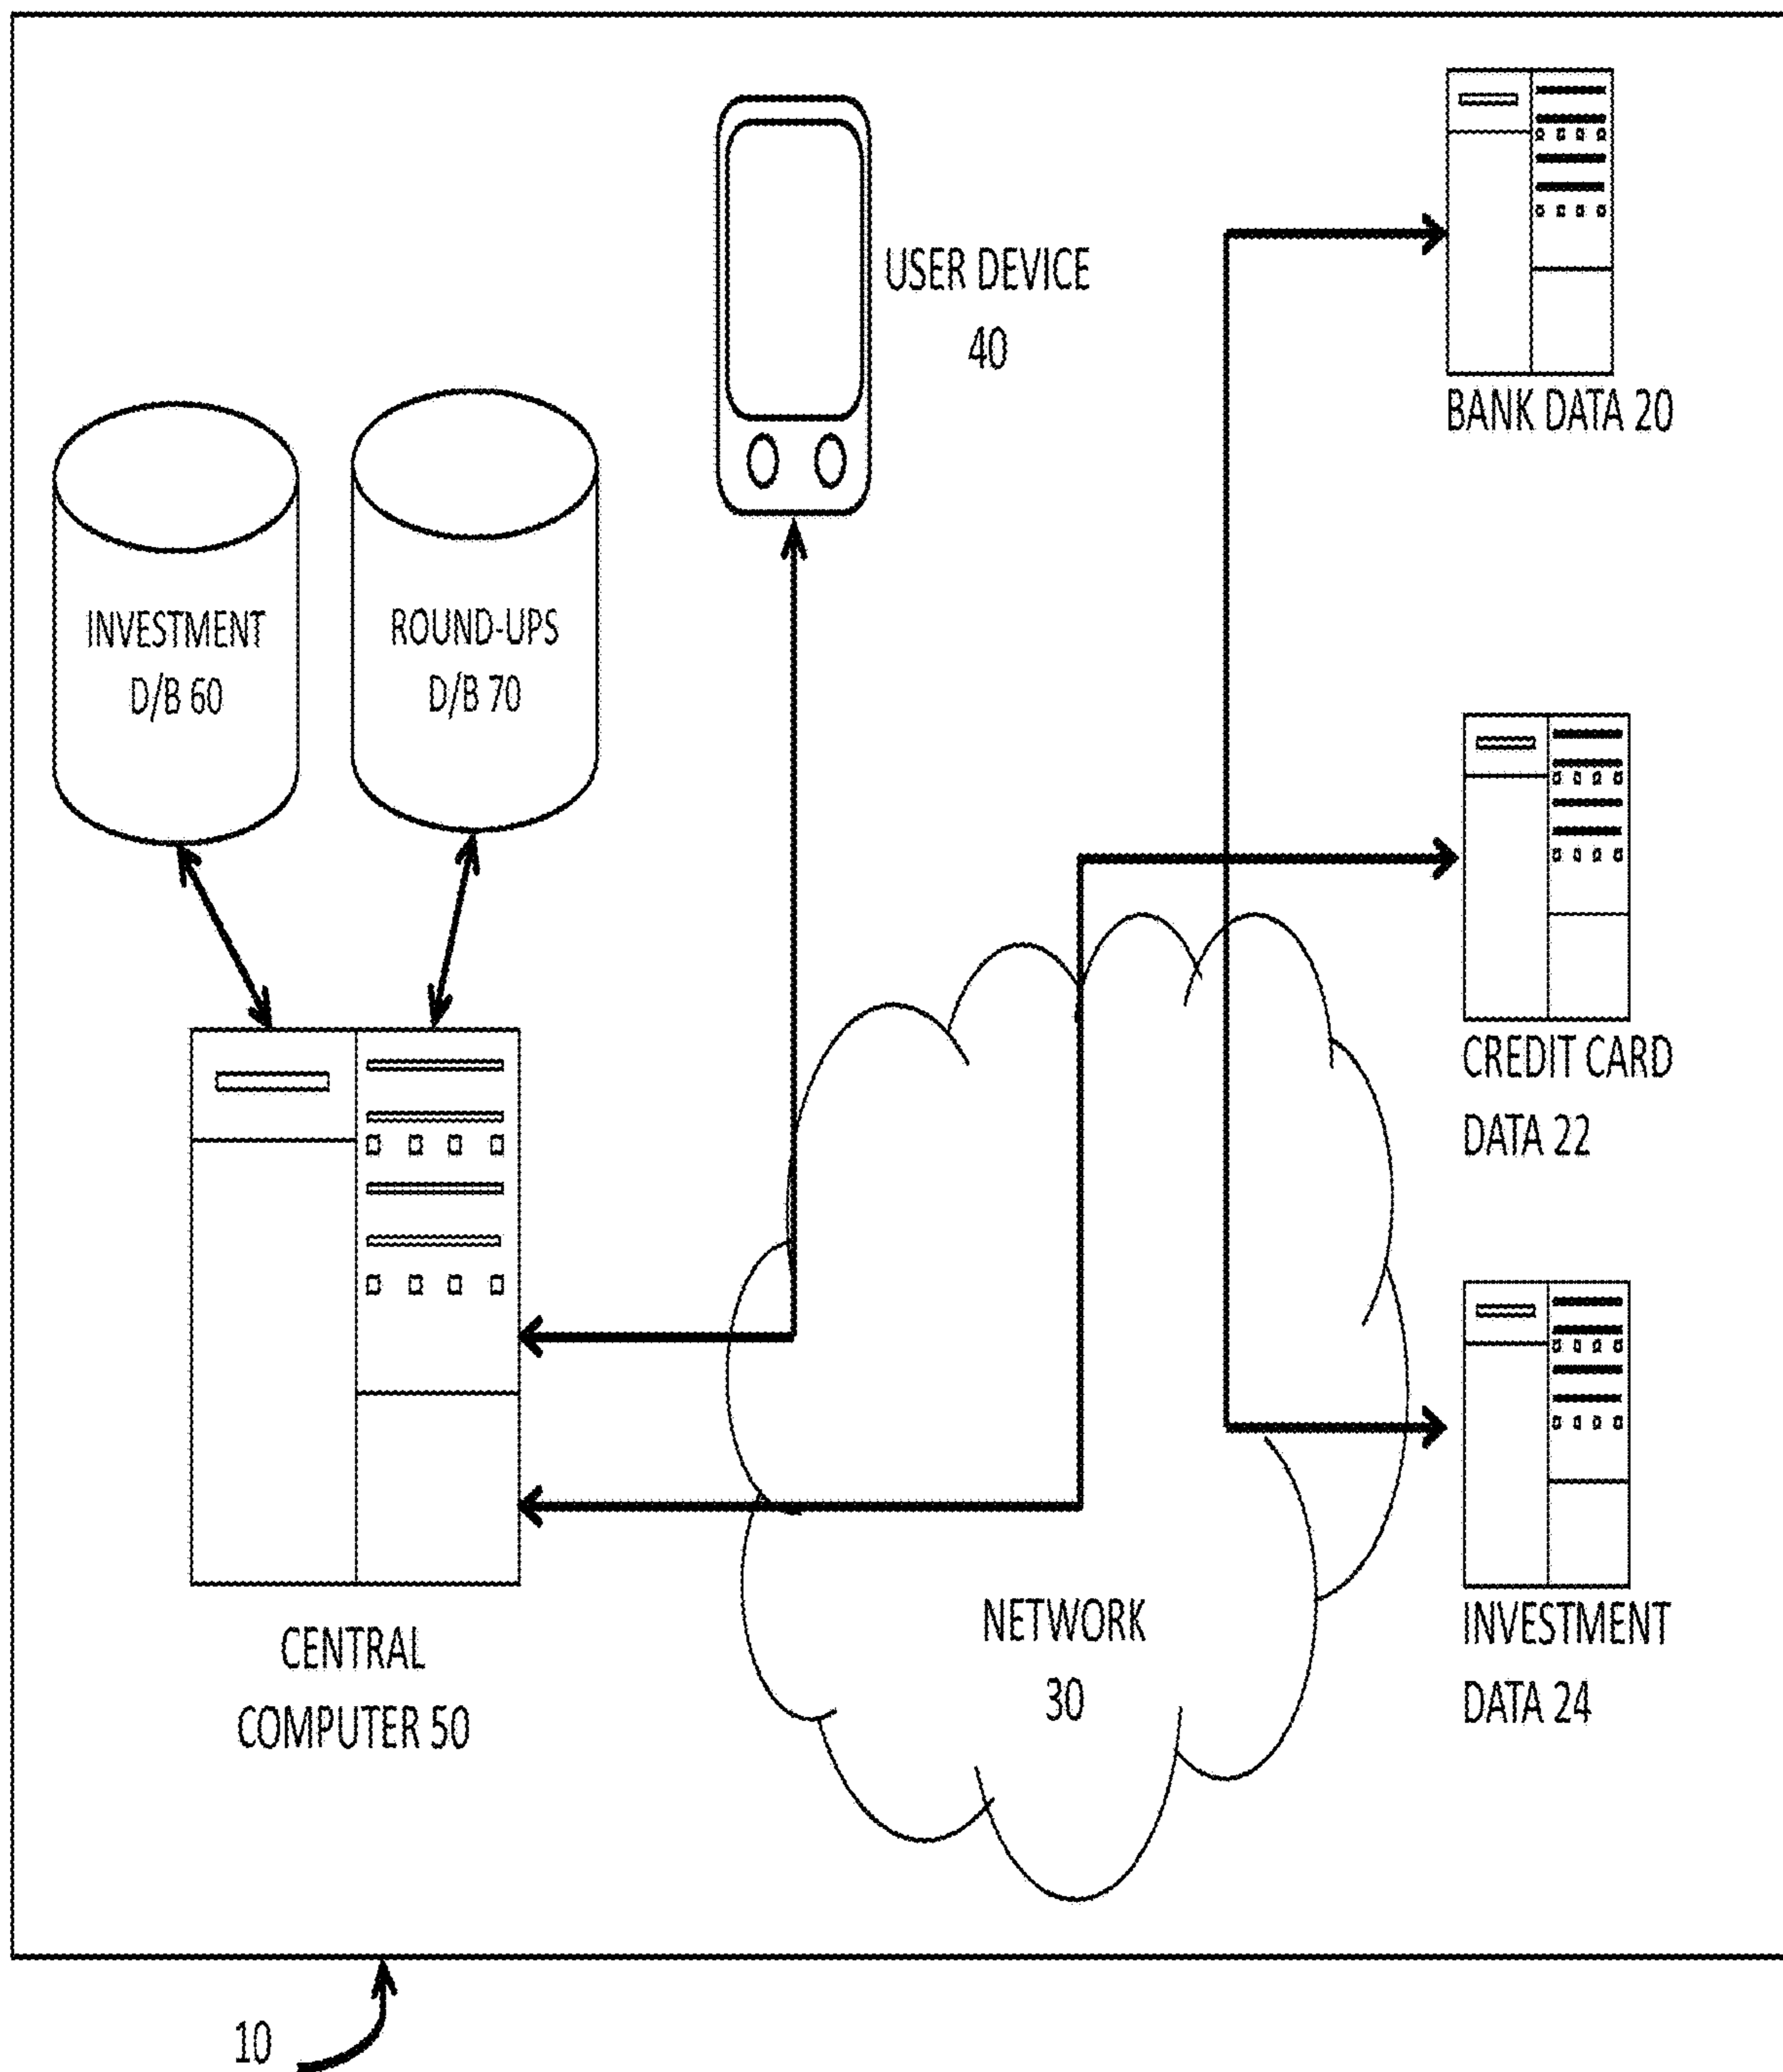 USER DEVICE
40
BANK DATA 20
INVESTMENT
D/B 60
ROUND-UPS
D/B 70
CREDIT CARD
DATA 22
CENTRAL
COMPUTER 50
NETWORK
30
INVESTMENT
DATA 24
10